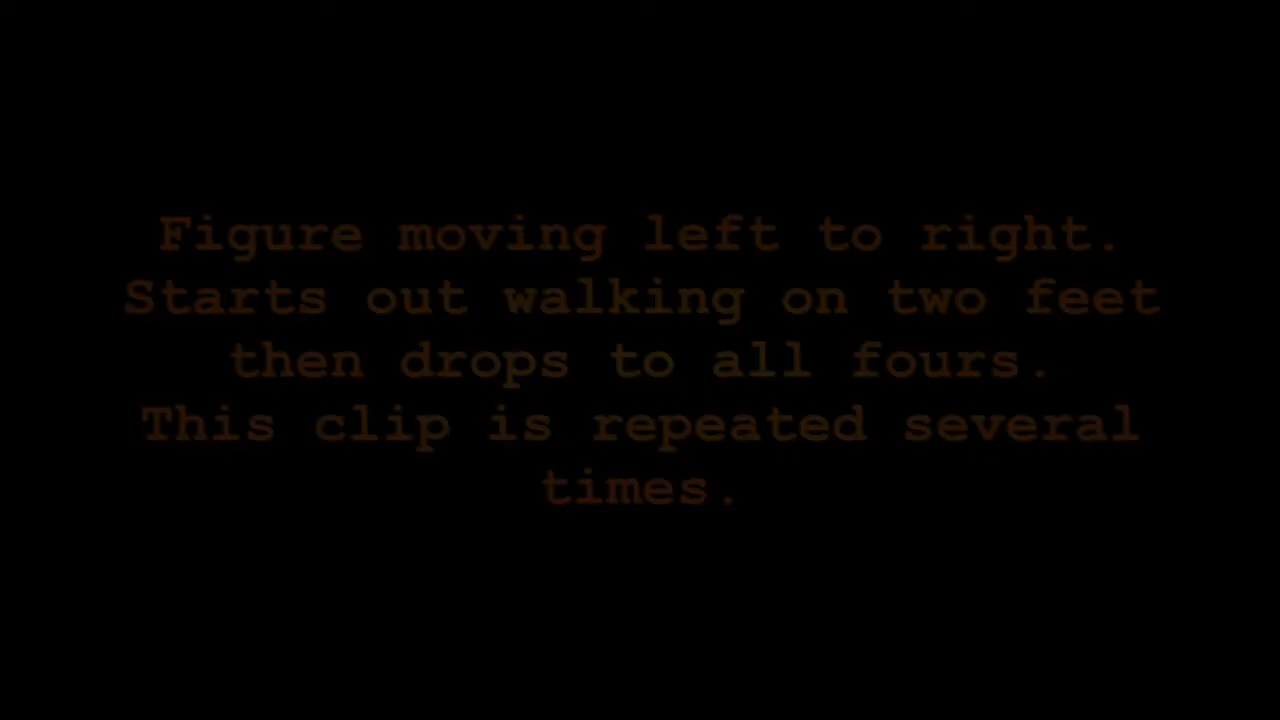 Figure moving left to right.
Starts out walking on two feet
then drops to all fours.
This clip is repeated several
times.